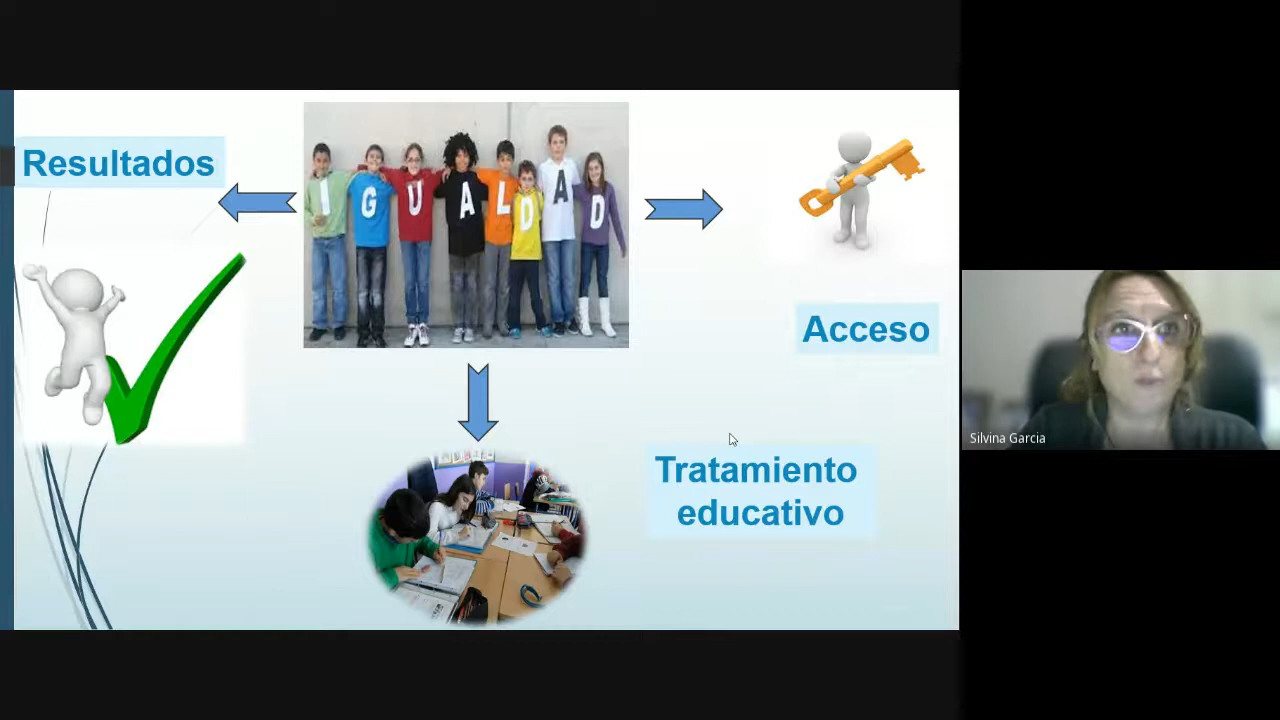 Resultados
I G U A L D A D
Acceso
Tratamiento
educativo
Silvina Garcia